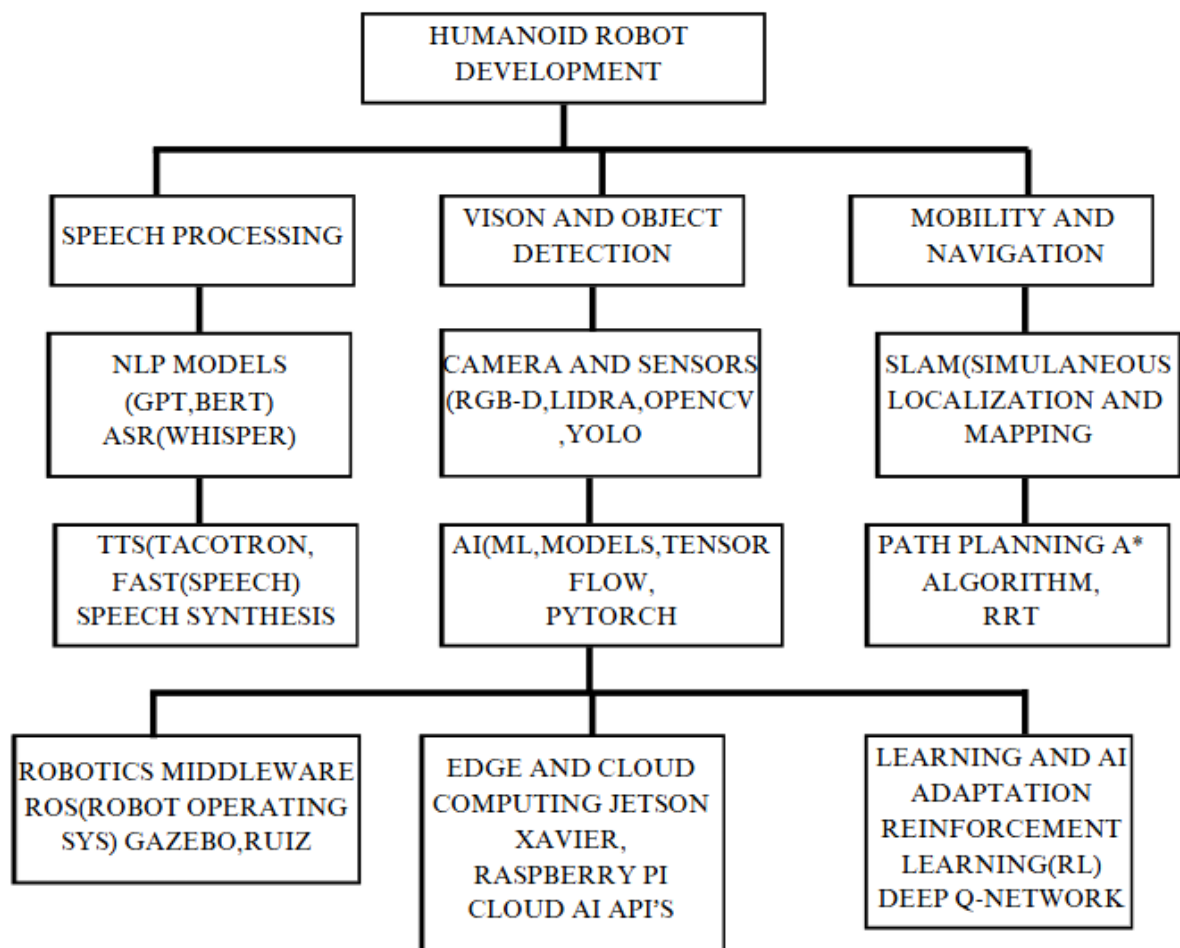 HUMANOID ROBOT
DEVELOPMENT
SPEECH PROCESSING
VISON AND OBJECT
DETECTION
MOBILITY AND
NAVIGATION
NLP MODELS
(GPT,BERT)
ASR(WHISPER)
CAMERA AND SENSORS
(RGB-D,LIDRA,OPENCV
,YOLO
SLAM(SIMULANEOUS
LOCALIZATION AND
MAPPING
TTS(TACOTRON,
FAST(SPEECH)
SPEECH SYNTHESIS
AI(ML,MODELS,TENSOR
FLOW,
PYTORCH
PATH PLANNING A*
ALGORITHM,
RRT
ROBOTICS MIDDLEWARE
ROS(ROBOT OPERATING
SYS) GAZEBO,RUIZ
EDGE AND CLOUD
COMPUTING JETSON
XAVIER,
RASPBERRY PI
CLOUD AI API’S
LEARNING AND AI
ADAPTATION
REINFORCEMENT
LEARNING(RL)
DEEP Q-NETWORK